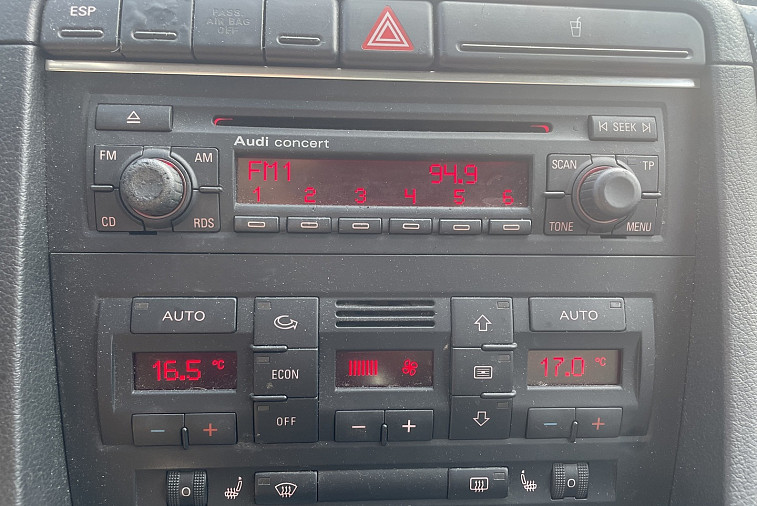 ESP
PASS.
AIR BAG
OFF
SEEK
Audi concert
FM
AM
CD
RDS
FM1 94.9
1 2 3 4 5 6
SCAN
TP
TONE
MENU
AUTO
AUTO
16.5 °C
ECON
17.0 °C
OFF
- +
- +
- +
O
O